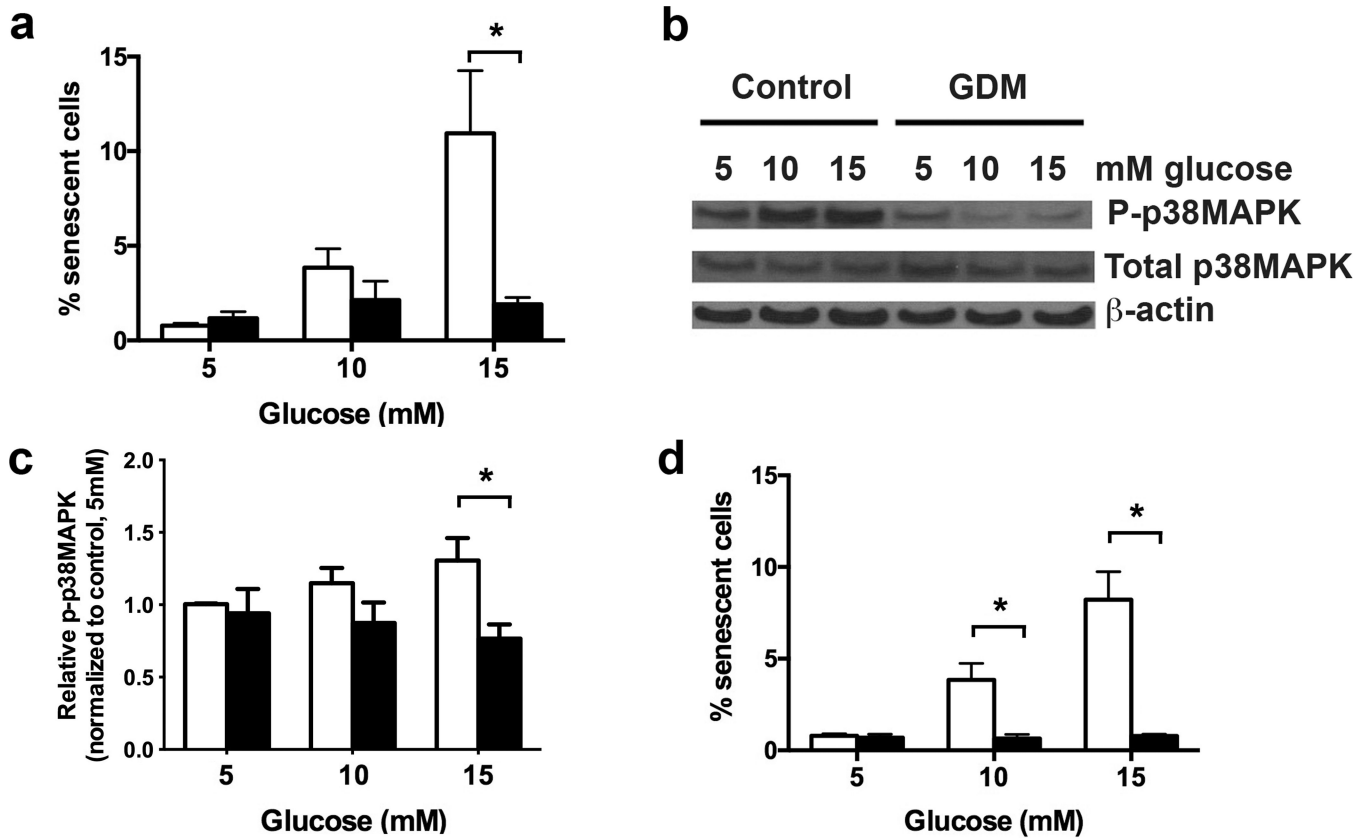 a
*
15
10
5
0
% senescent cells
5 10 15
Glucose (mM)
b
Control GDM
5 10 15 5 10 15 mM glucose
P-p38MAPK
Total p38MAPK
β-actin
c
*
2.0
1.5
1.0
0.5
0.0
Relative p-p38MAPK
(normalized to control, 5mM)
5 10 15
Glucose (mM)
d
*
*
15
10
5
0
% senescent cells
5 10 15
Glucose (mM)